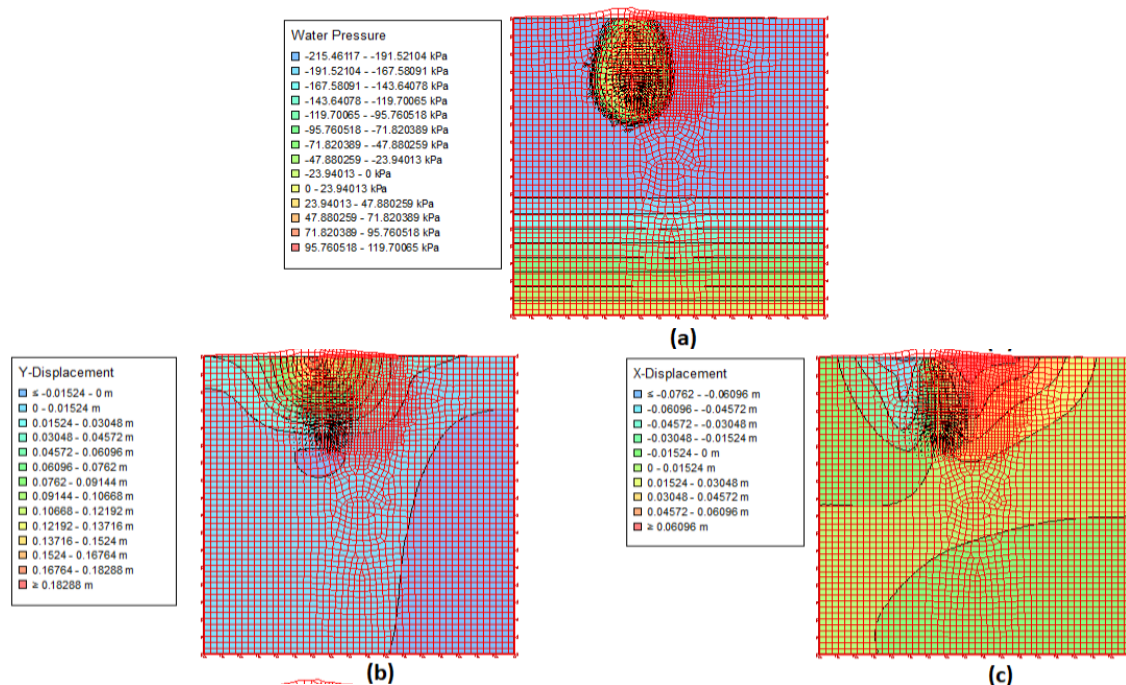 Water Pressure
-215.46117 - -191.52104 kPa
-191.52104 - -167.58091 kPa
-167.58091 - -143.64078 kPa
-143.64078 - -119.70065 kPa
-119.70065 - -95.760518 kPa
-95.760518 - -71.820389 kPa
-71.820389 - -47.880259 kPa
-47.880259 - -23.94013 kPa
-23.94013 - 0 kPa
0 - 23.94013 kPa
23.94013 - 47.880259 kPa
47.880259 - 71.820389 kPa
71.820389 - 95.760518 kPa
95.760518 - 119.70065 kPa
(a)
Y-Displacement
≤ -0.01524 - 0 m
0 - 0.01524 m
0.01524 - 0.03048 m
0.03048 - 0.04572 m
0.04572 - 0.06096 m
0.06096 - 0.0762 m
0.0762 - 0.09144 m
0.09144 - 0.10668 m
0.10668 - 0.12192 m
0.12192 - 0.13716 m
0.13716 - 0.1524 m
0.1524 - 0.16764 m
0.16764 - 0.18288 m
≥ 0.18288 m
(b)
X-Displacement
≤ -0.0762 - -0.06096 m
-0.06096 - -0.04572 m
-0.04572 - -0.03048 m
-0.03048 - -0.01524 m
-0.01524 - 0 m
0 - 0.01524 m
0.01524 - 0.03048 m
0.03048 - 0.04572 m
0.04572 - 0.06096 m
≥ 0.06096 m
(c)